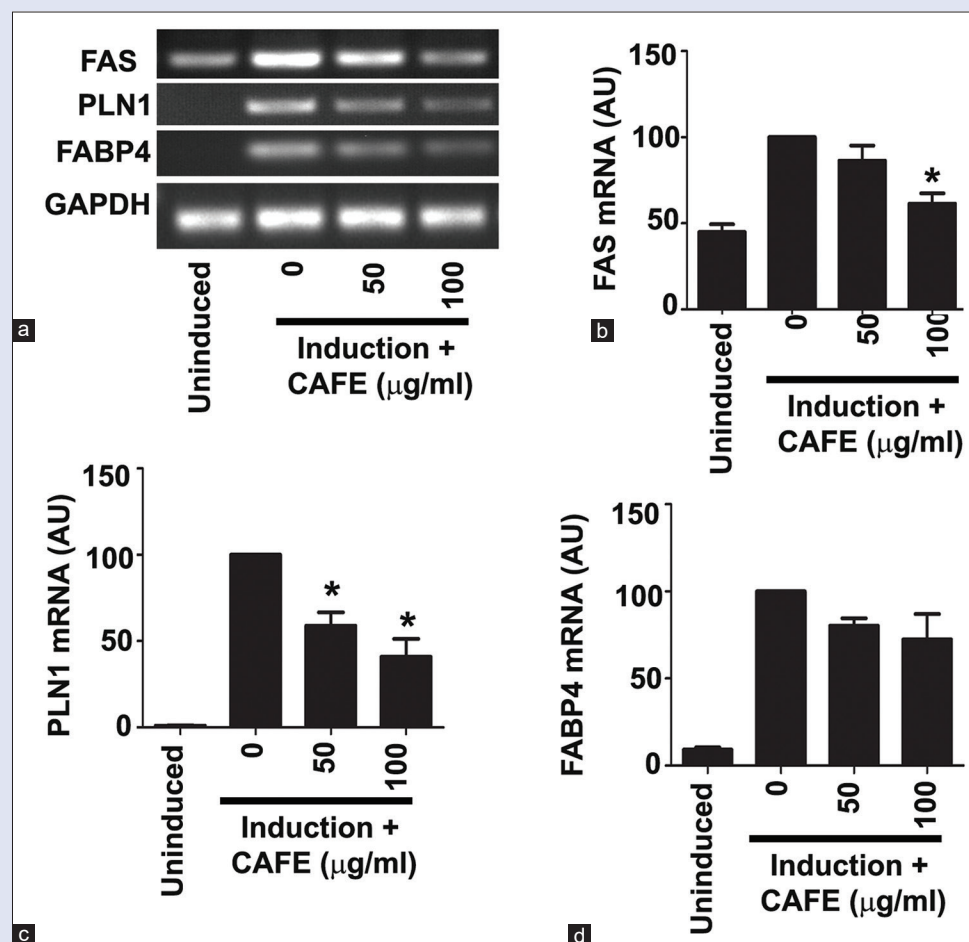 FAS
PLN1
FABP4
GAPDH
Uninduced
0
50
100
Induction +
CAFE (μg/ml)
a
FAS mRNA (AU)
150
100
50
0
*
Uninduced
0
50
100
Induction +
CAFE (μg/ml)
b
PLN1 mRNA (AU)
150
100
50
0
*
*
Uninduced
0
50
100
Induction +
CAFE (μg/ml)
c
FABP4 mRNA (AU)
150
100
50
0
Uninduced
0
50
100
Induction +
CAFE (μg/ml)
d